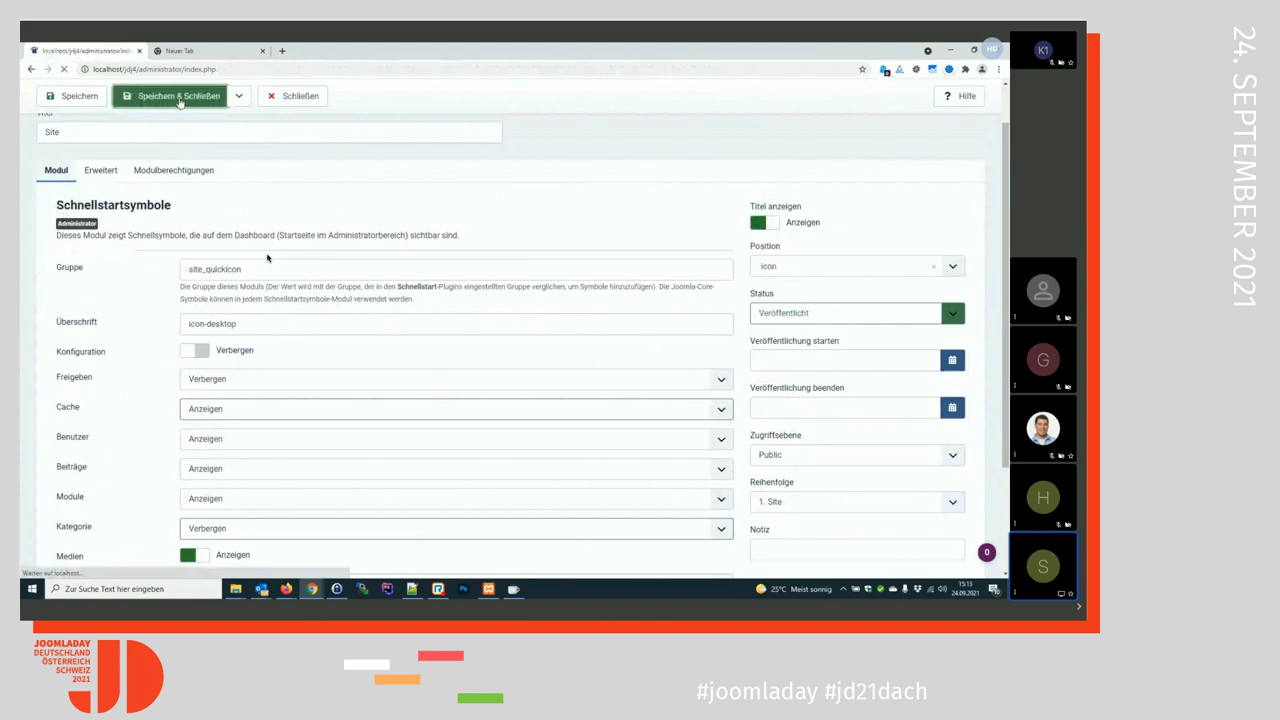 localhost/jdj4/administrator/inde
Neuer Tab
HD
K1
localhost/jdj4/administrator/index.php
Speichern
Speichern & Schließen
Schließen
? Hilfe
Site
Modul
Erweitert
Modulberechtigungen
Schnellstartsymbole
Administrator
Dieses Modul zeigt Schnellsymbole, die auf dem Dashboard (Startseite im Administratorbereich) sichtbar sind.
Gruppe
site_quickicon
Die Gruppe dieses Moduls (Der Wert wird mit der Gruppe, der in den Schnellstart-Plugins eingestellten Gruppe verglichen, um Symbole hinzuzufügen). Die Joomla-Core-
Symbole können in jedem Schnellstartsymbole-Modul verwendet werden.
Überschrift
icon-desktop
Konfiguration
Verbergen
Freigeben
Verbergen
Cache
Anzeigen
Benutzer
Anzeigen
Beiträge
Anzeigen
Module
Anzeigen
Kategorie
Verbergen
Medien
Anzeigen
Titel anzeigen
Anzeigen
Position
icon
Status
Veröffentlicht
Veröffentlichung starten
Veröffentlichung beenden
Zugriffsebene
Public
Reihenfolge
1. Site
Notiz
0
G
H
S
Warten auf localhost...
Zur Suche Text hier eingeben
25°C Meist sonnig
15:13
24.09.2021
24. SEPTEMBER 2021
JOOMLADAY
DEUTSCHLAND
ÖSTERREICH
SCHWEIZ
2021
JD
#joomladay #jd21dach